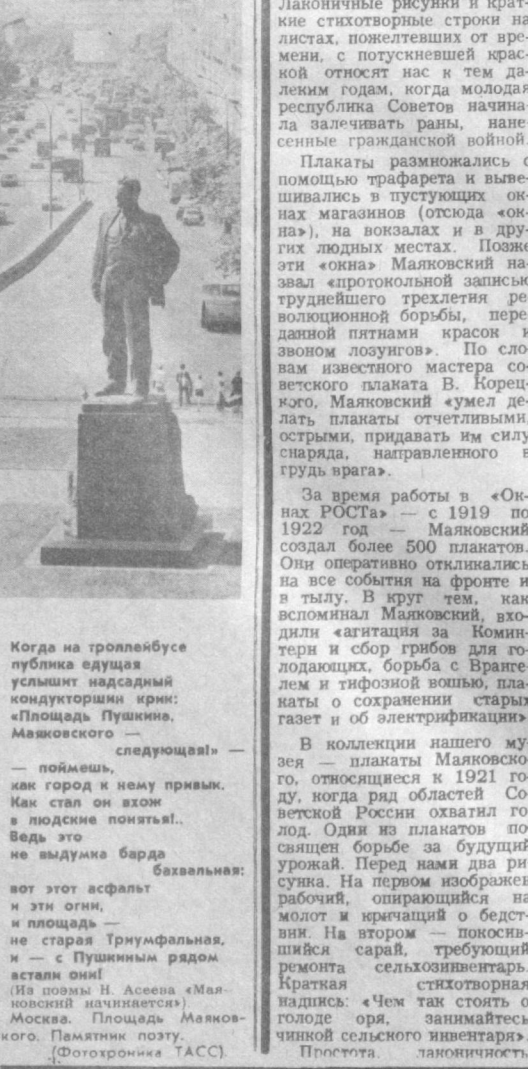 Когда на троллейбусе
публика едущая
услышит надсадный
кондукторшин крик:
«Площадь Пушкина.
Маяковского —
следующая!» —
— поймешь,
как город к нему привык.
Как стал он вхож
в людские понятья!..
Ведь это
не выдумка барда
бахвальная:
вот этот асфальт
и эти огни,
и площадь —
не старая Триумфальная,
и — с Пушкиным рядом
встали они!
(Из поэмы Н. Асеева «Мая-
ковский начинается»)
Москва. Площадь Маяков-
кого. Памятник поэту.
(Фотохроника ТАСС).
Лаконичные рисунки и крат-
кие стихотворные строки на
листах, пожелтевших от вре-
мени, с потускневшей крас-
кой относят нас к тем да-
леким годам, когда молодая
республика Советов начина-
ла залечивать раны, нане-
сенные гражданской войной.
Плакаты размножались с
помощью трафарета и выве-
шивались в пустующих ок-
нах магазинов (отсюда «ок-
на»), на вокзалах и в дру-
гих людных местах. Позже
эти «окна» Маяковский на-
звал «протокольной записью
труднейшего трехлетия ре
волюционной борьбы, пере
данной пятнами красок и
звоном лозунгов». По сло-
вам известного мастера со-
ветского плаката В. Корец-
кого, Маяковский «умел де-
лать плакаты отчетливыми,
острыми, придавать им силу
снаряда, направленного в
грудь врага».
За время работы в «Ок-
нах РОСТа» — с 1919 по
1922 год — Маяковский
создал более 500 плакатов.
Они оперативно откликались
на все события на фронте и
в тылу. В круг тем, как
вспоминал Маяковский, вхо-
дили «агитация за Комин-
терн и сбор грибов для го-
лодающих, борьба с Вранге-
лем и тифозной вошью, пла-
каты о сохранении старых
газет и об электрификации»
В коллекции нашего му-
зея — плакаты Маяковско-
го, относящиеся к 1921 го-
ду, когда ряд областей Со
ветской России охватил го
лод. Один из плакатов по
священ борьбе за будущий
урожай. Перед нами два ри
сунка. На первом изображен
рабочий, опирающийся на
молот и кричащий о бедст-
вии. На втором — покосив-
шийся сарай, требующий
ремонта сельхозинвентарь.
Краткая стихотворная
надпись: «Чем так стоять о
голоде оря, займайтесь
чинкой сельского инвентаря».
Простота, лаконичность